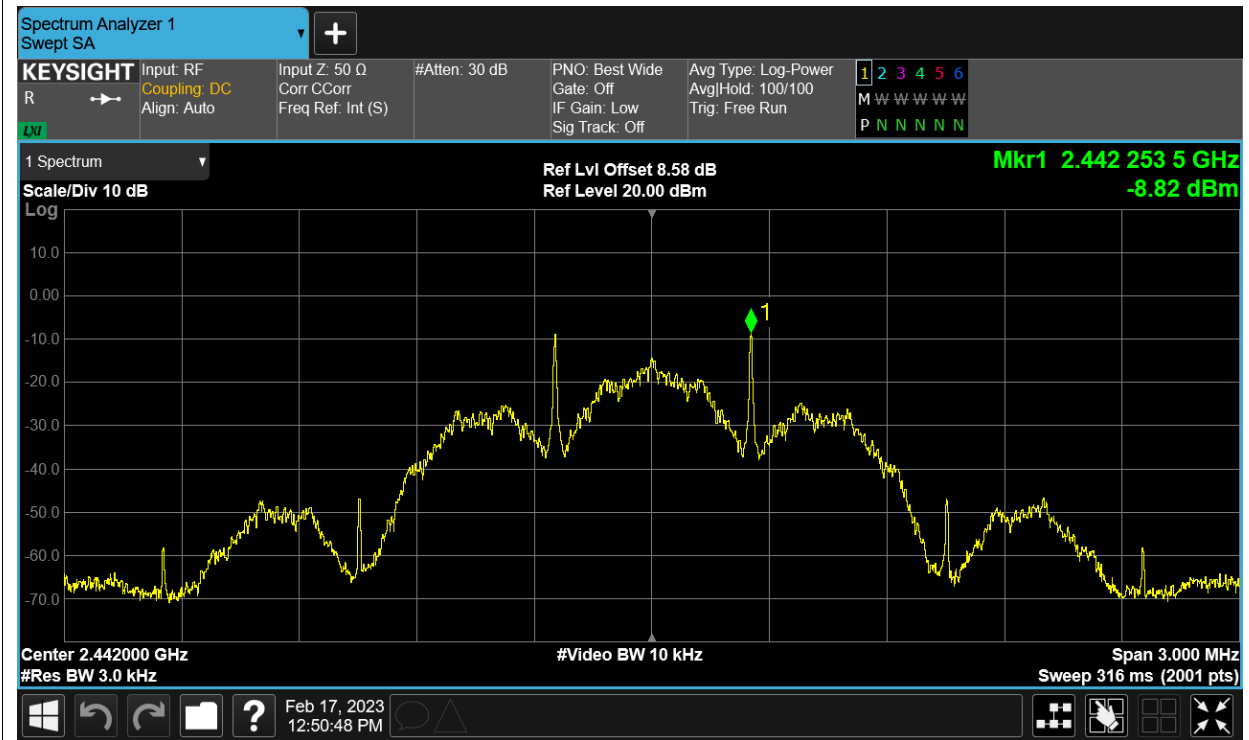 Spectrum Analyzer 1
Swept SA
+
KEYSIGHT
R
LXI
Input: RF
Coupling: DC
Align: Auto
Input Z: 50 Ω
Corr CCorr
Freq Ref: Int (S)
#Atten: 30 dB
PNO: Best Wide
Gate: Off
IF Gain: Low
Sig Track: Off
Avg Type: Log-Power
Avg|Hold: 100/100
Trig: Free Run
1 2 3 4 5 6
M W W W W W
P N N N N N
1 Spectrum
Scale/Div 10 dB
Log
Ref Lvl Offset 8.58 dB
Ref Level 20.00 dBm
Mkr1 2.442 253 5 GHz
-8.82 dBm
10.0
0.00
-10.0
-20.0
-30.0
-40.0
-50.0
-60.0
-70.0
1
Center 2.442000 GHz
#Res BW 3.0 kHz
#Video BW 10 kHz
Span 3.000 MHz
Sweep 316 ms (2001 pts)
?
Feb 17, 2023
12:50:48 PM